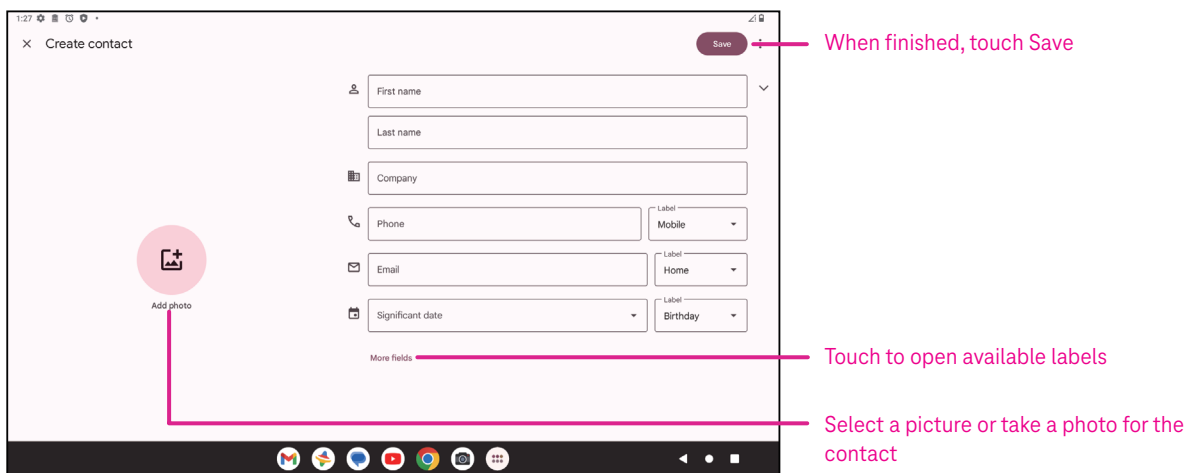 1:27
Create contact
Save
When finished, touch Save
First name
Last name
Company
Phone
Label
Mobile
Email
Label
Home
Add photo
Significant date
Label
Birthday
More fields
Touch to open available labels
Select a picture or take a photo for the
contact